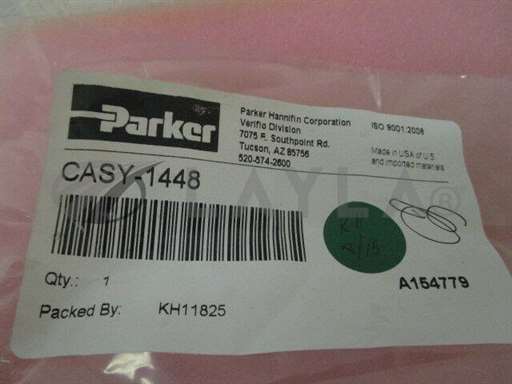 Parker
Parker Hannifin Corporation
Veriflo Division
7075 E. Southpoint Rd.
Tucson, AZ 85756
520-574-2600
ISO 9001:2008
Made in USA of U.S.
and imported materials
CASY-1448
Qty.: 1
A154779
Packed By: KH11825